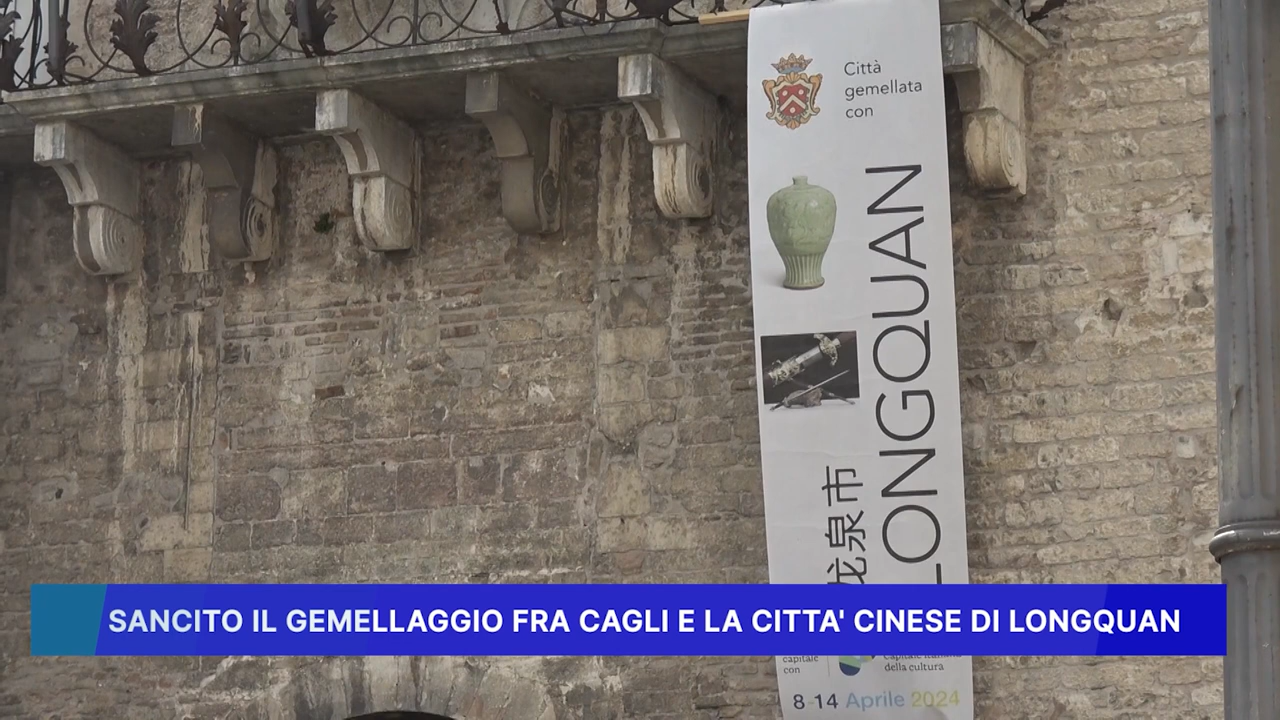 Città
gemellata
con
LONGQUAN
龙泉市
SANCITO IL GEMELLAGGIO FRA CAGLI E LA CITTA' CINESE DI LONGQUAN
capitale
con
della cultura
8-14 Aprile 2024